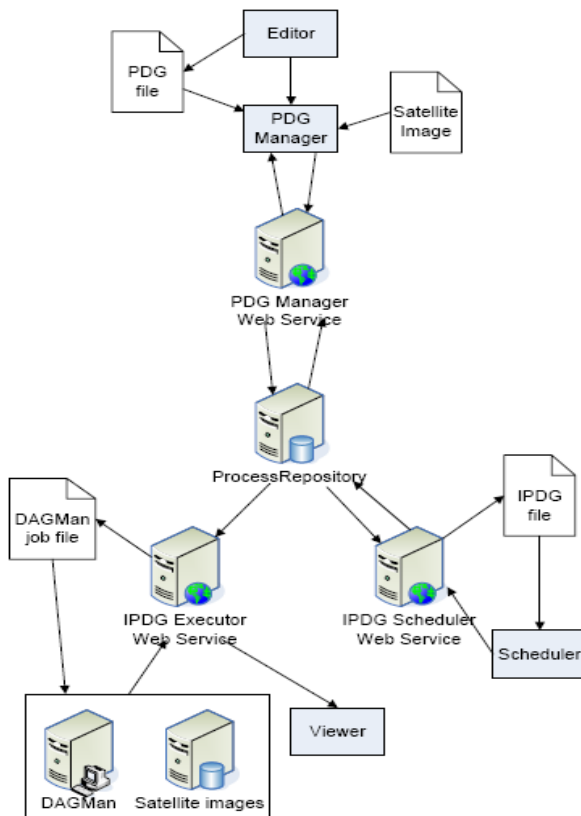 Editor
PDG
file
PDG
Manager
Satellite
Image
PDG Manager
Web Service
ProcessRepository
DAGMan
job file
IPDG
file
IPDG Executor
Web Service
IPDG Scheduler
Web Service
Scheduler
Viewer
DAGMan
Satellite images